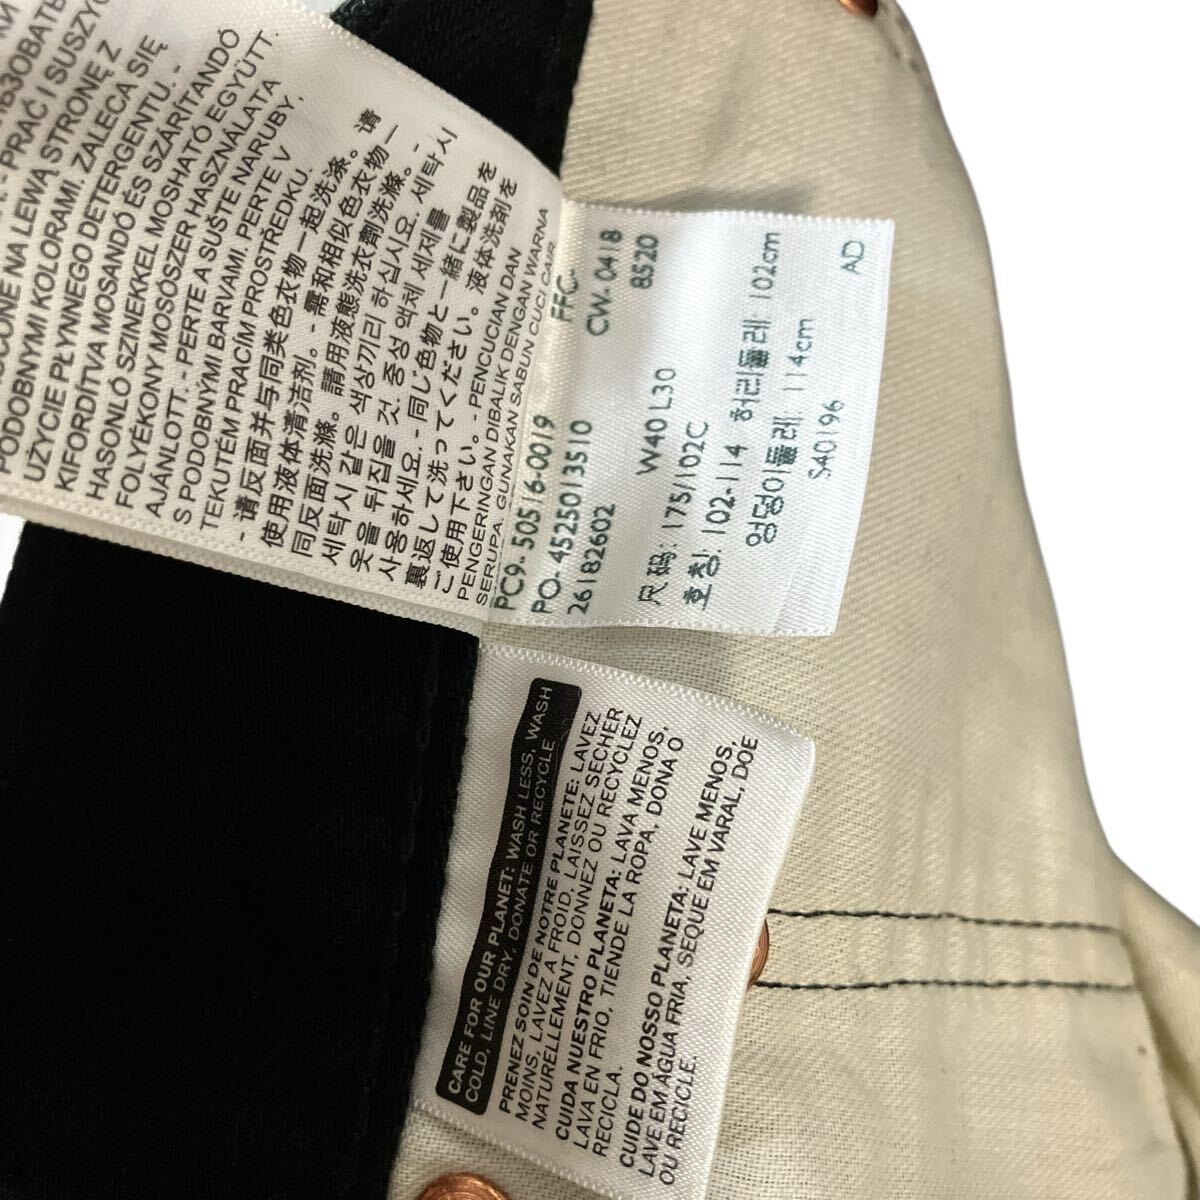 PODOBNYMI KOLORAMI. ZALECA SIĘ
UŻYCIE PŁYNNEGO DETERGENTU. -
KIFORDÍTVA MOSANDÓ ÉS SZÁRÍTANDÓ
HASONLÓ SZINEKKEL MOSHATÓ EGYÜTT.
FOLYÉKONY MOSÓSZER HASZNÁLATA
AJÁNLOTT. - PERTE A SUŠTE NARUBY,
S PODOBNÝMI BARVAMI. PERTE V
TEKUTÉM PRACÍM PROSTŘEDKU.
- 请反面并与同类色衣物一起洗涤。请
使用液体清洁剂。- 需和相似色衣物一
同反面洗滌。請用液態洗衣劑洗滌。-
세탁시 같은 색상끼리 하십시요. 세탁시
옷을 뒤집을 것. 중성 액체 세제를
사용하세요. - 同じ色物と一緒に製品を
裏返して洗ってください。液体洗剤を
ご使用下さい。- PENCUCIAN DAN
PENGERINGAN DIBALIK DENGAN WARNA
SERUPA. GUNAKAN SABUN CUCI CAIR.
PC9- 50516-0019 FFC-
PO- 4525013510 CW. 0418
26182602 8520
W40 L30
尺码: 175/102C
호칭: 102-114 허리둘레 102cm
엉덩이둘레 114cm
S40196 AD
CARE FOR OUR PLANET: WASH LESS, WASH
COLD, LINE DRY, DONATE OR RECYCLE
PRENEZ SOIN DE NOTRE PLANETE: LAVEZ
MOINS, LAVEZ A FROID, LAISSEZ SECHER
NATURELLEMENT, DONNEZ OU RECYCLEZ
CUIDA NUESTRO PLANETA: LAVA MENOS,
LAVA EN FRIO, TIENDE LA ROPA, DONA O
RECICLA.
CUIDE DO NOSSO PLANETA: LAVE MENOS,
LAVE EM ÁGUA FRIA, SEQUE EM VARAL, DOE
OU RECICLE.